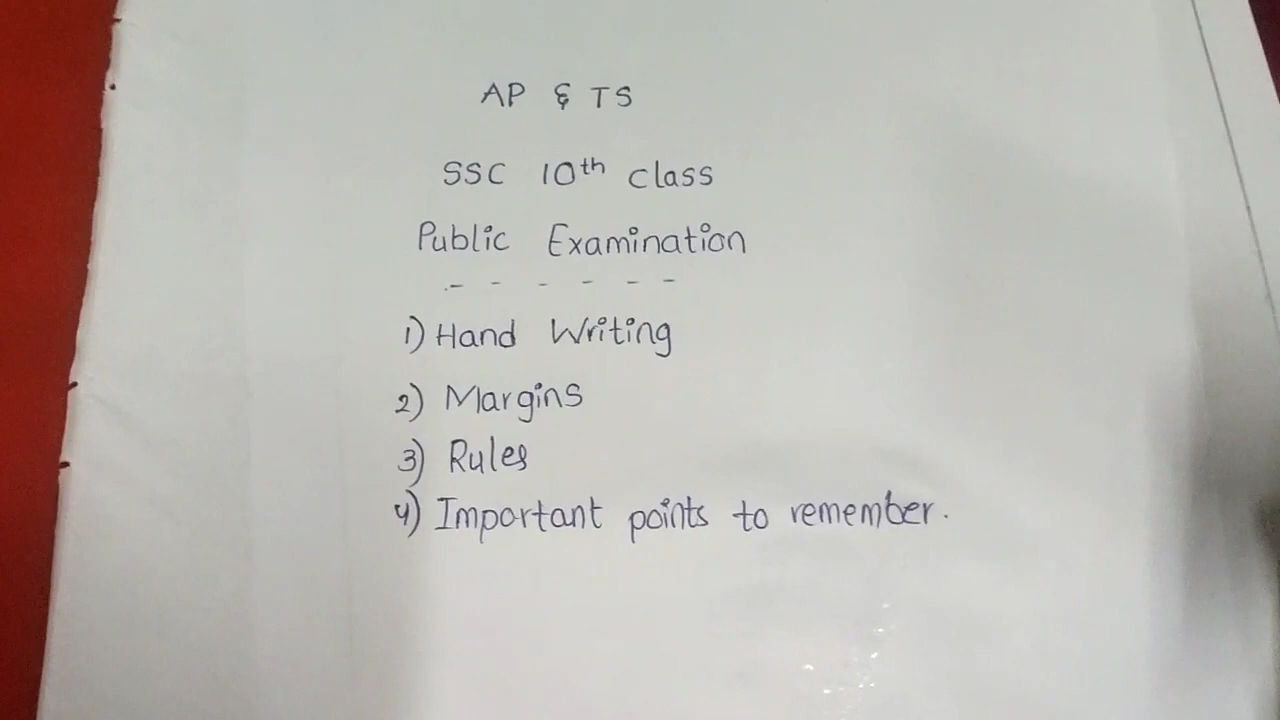 AP & TS
SSC 10th class
Public Examination
- - - - - -
1) Hand Writing
2) Margins
3) Rules
4) Important points to remember.